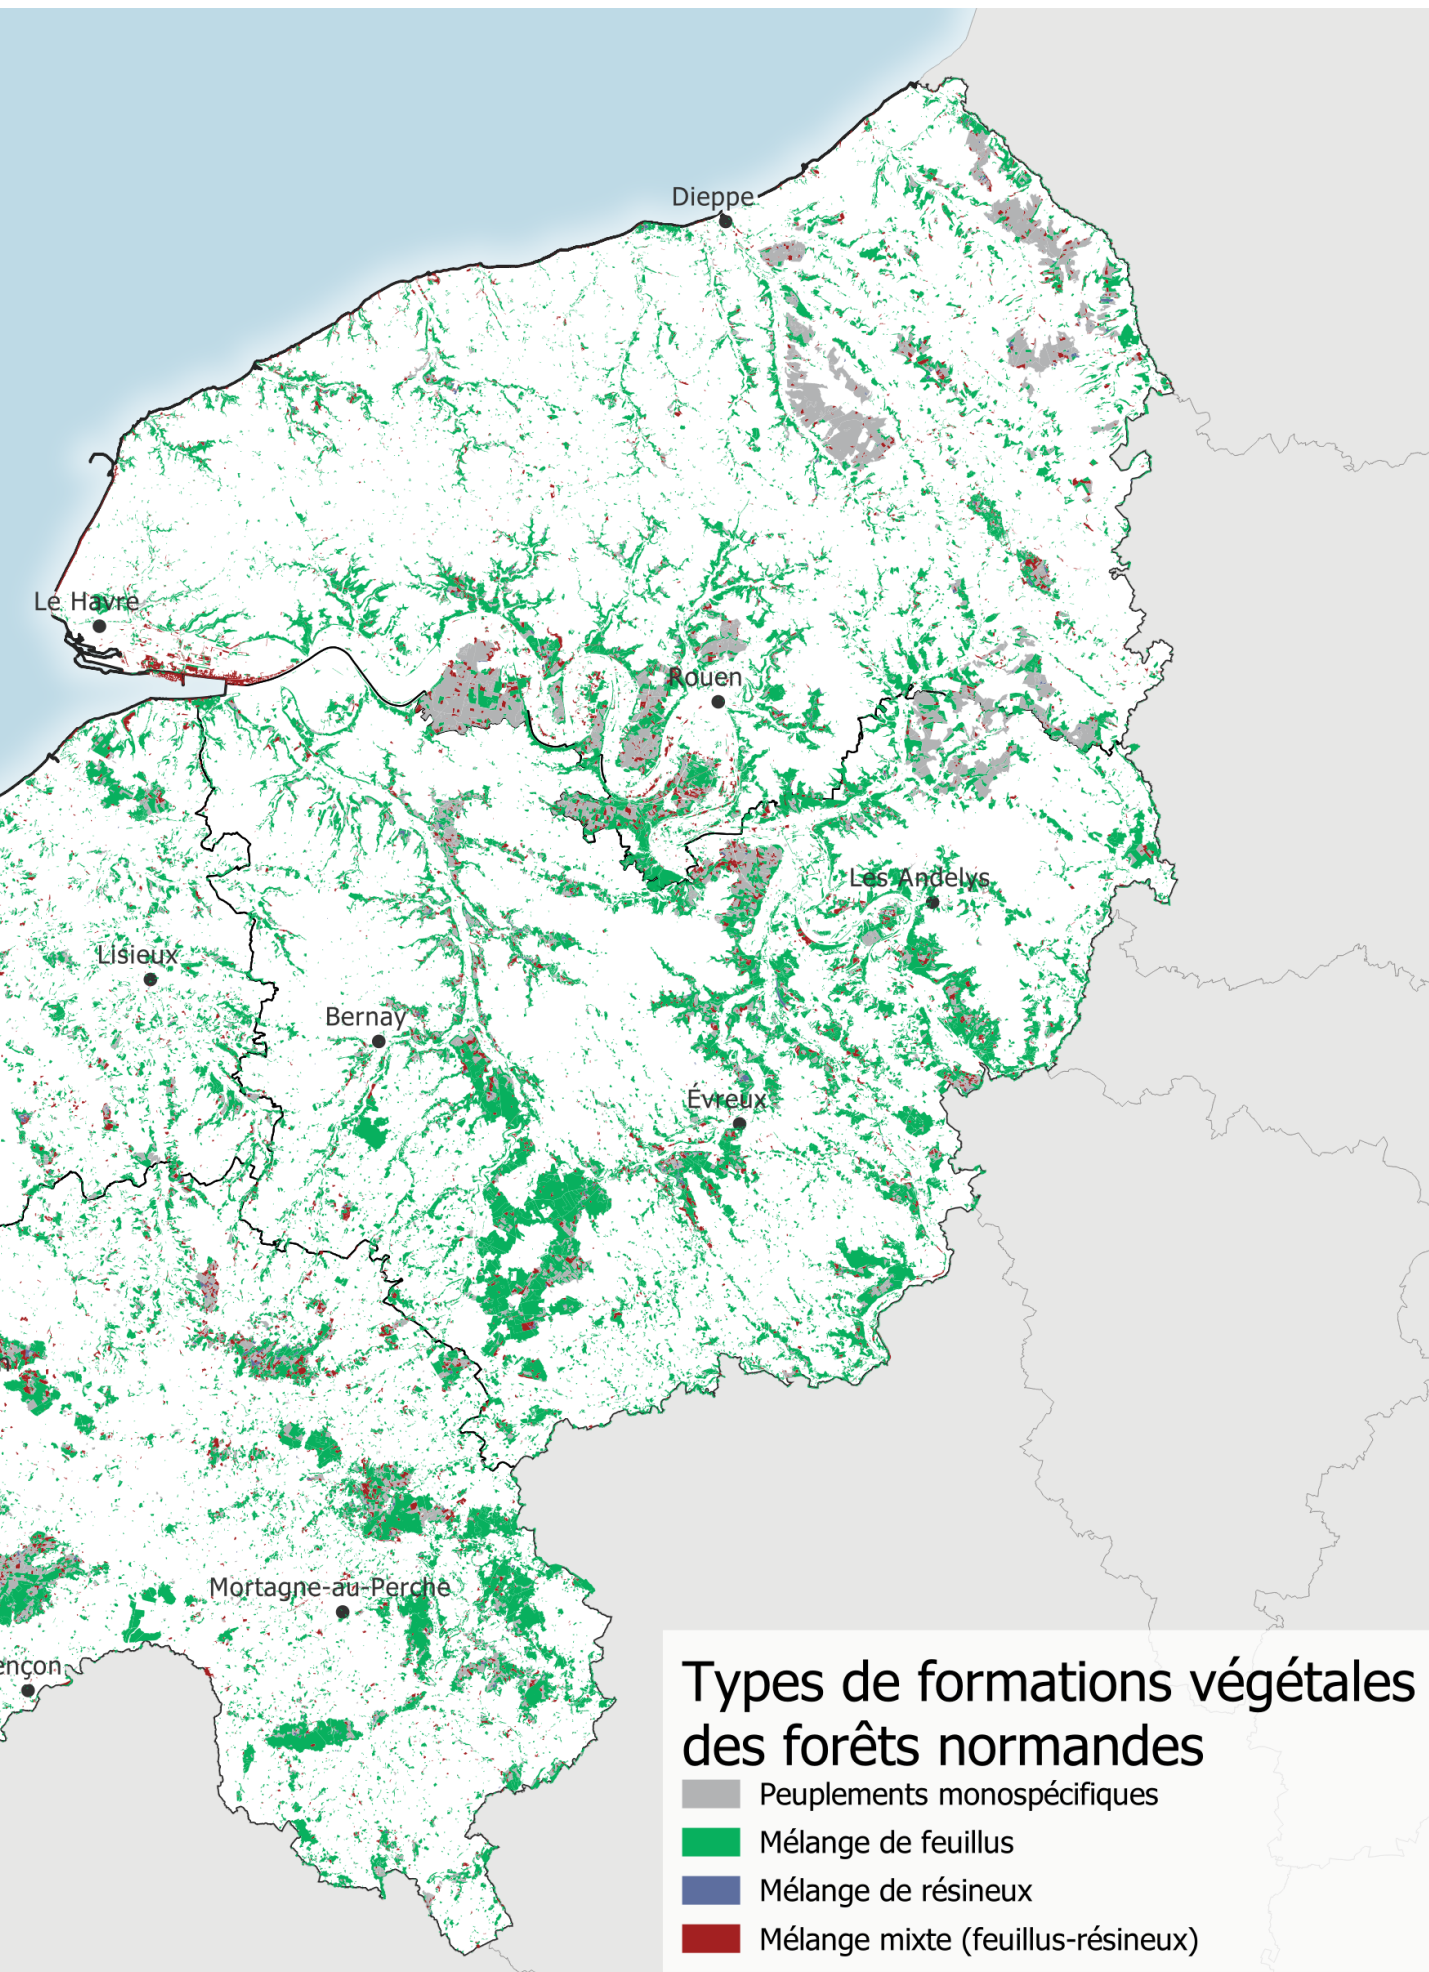 Dieppe
Le Havre
Rouen
Les Andelys
Lisieux
Bernay
Évreux
Mortagne-au-Perche
ençon
Types de formations végétales
des forêts normandes
Peuplements monospécifiques
Mélange de feuillus
Mélange de résineux
Mélange mixte (feuillus-résineux)